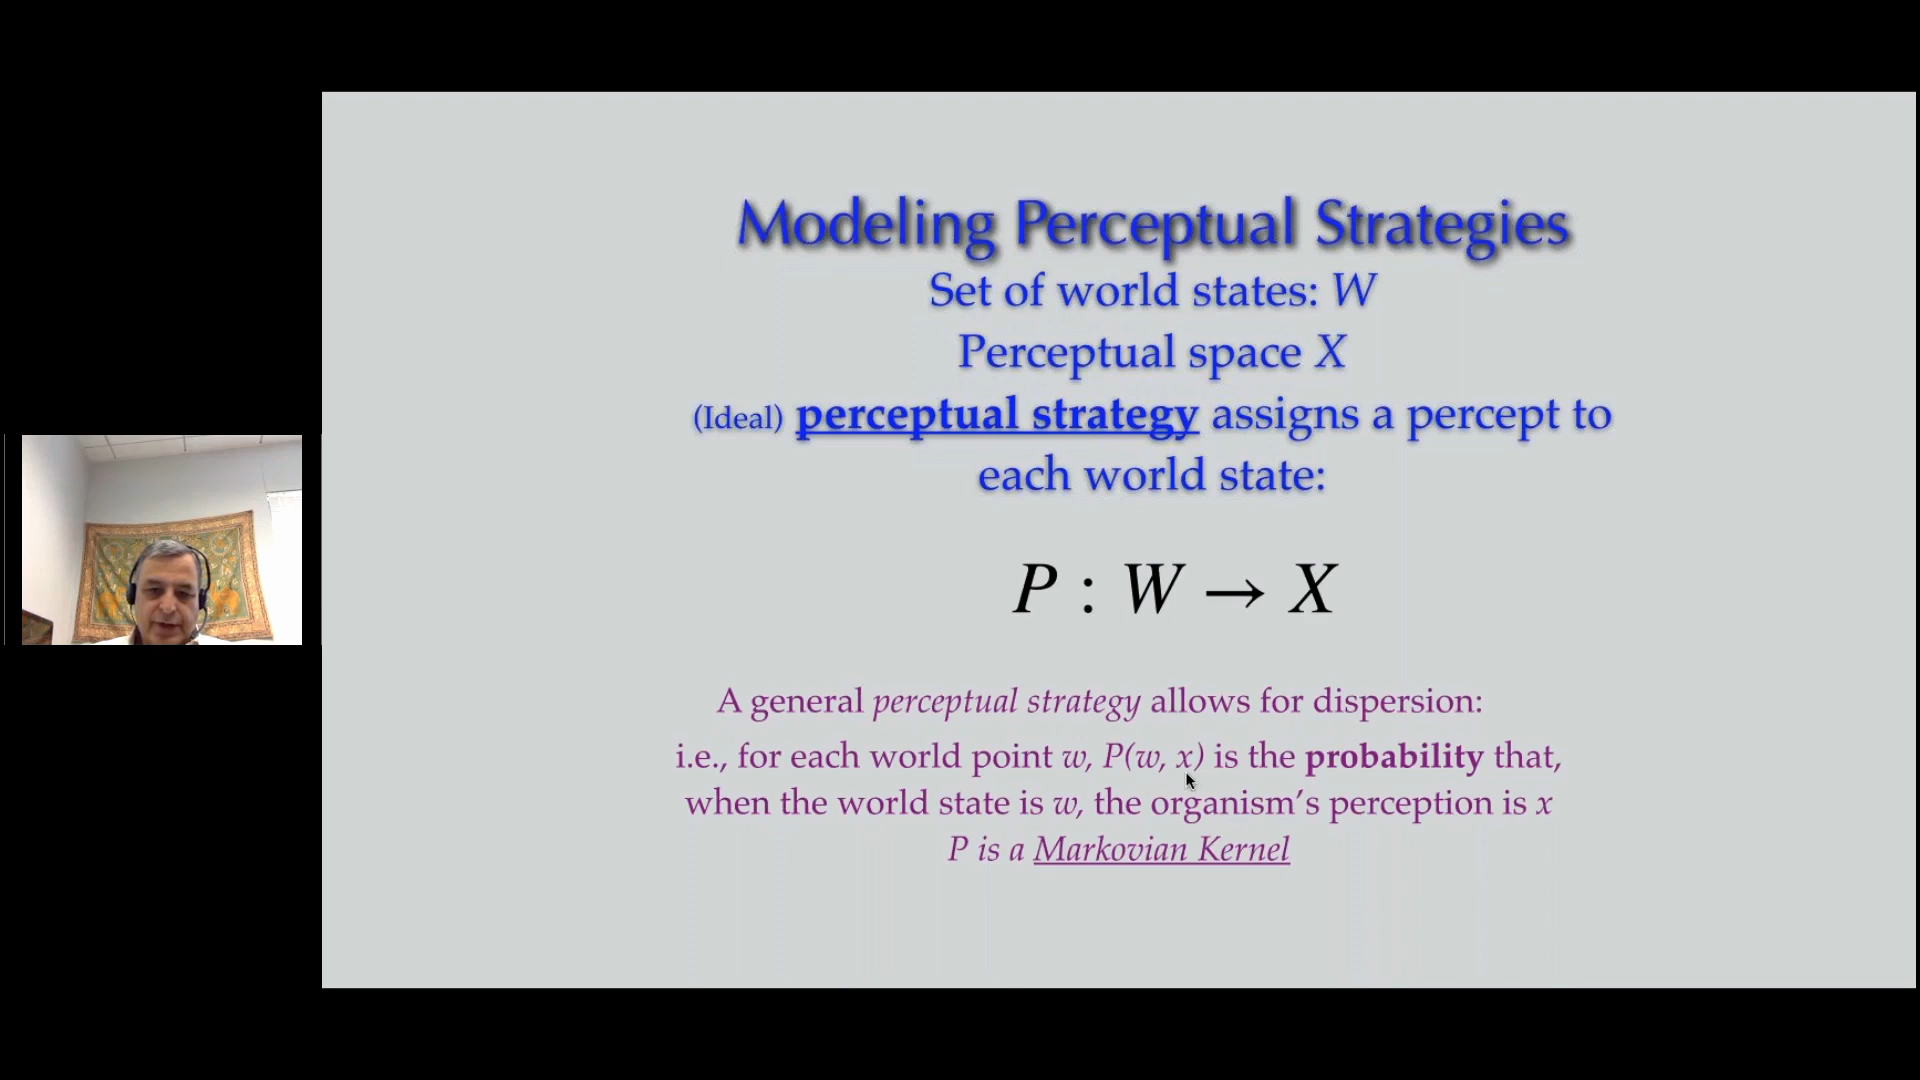 Modeling Perceptual Strategies
Set of world states: W
Perceptual space X
(Ideal) perceptual strategy assigns a percept to
each world state:
P : W → X
A general perceptual strategy allows for dispersion:
i.e., for each world point w, P(w, x) is the probability that,
when the world state is w, the organism’s perception is x
P is a Markovian Kernel